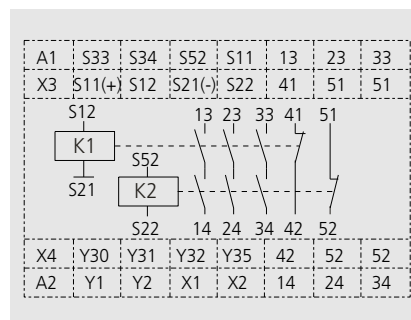 A1 S33 S34 S52 S11 13 23 33
X3 S11(+) S12 S21(-) S22 41 51 51
S12 13 23 33 41 51
K1
S52
S21 K2
S22 14 24 34 42 52
X4 Y30 Y31 Y32 Y35 42 52 52
A2 Y1 Y2 X1 X2 14 24 34